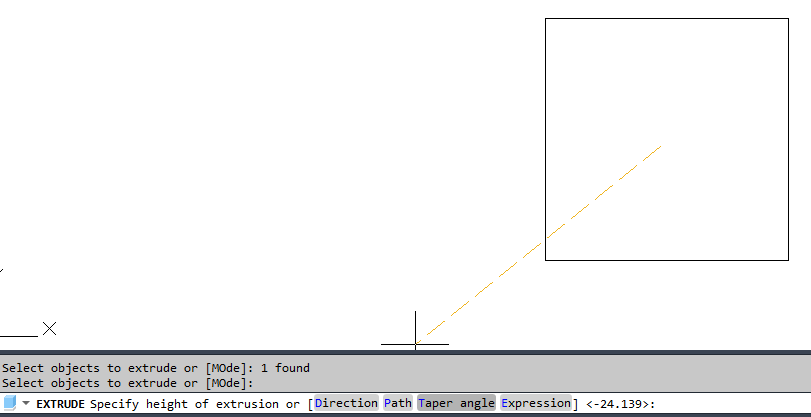 X
Select objects to extrude or [MOde]: 1 found
Select objects to extrude or [MOde]:
EXTRUDE Specify height of extrusion or [Direction Path Taper angle Expression] <-24.139>: